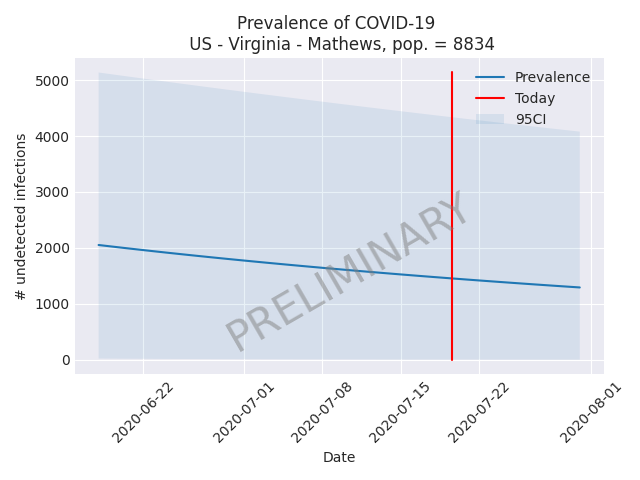 Prevalence of COVID-19
US - Virginia - Mathews, pop. = 8834
# undetected infections
5000
4000
3000
2000
1000
0
Prevalence
Today
95CI
PRELIMINARY
2020-06-22
2020-07-01
2020-07-08
2020-07-15
2020-07-22
2020-08-01
Date